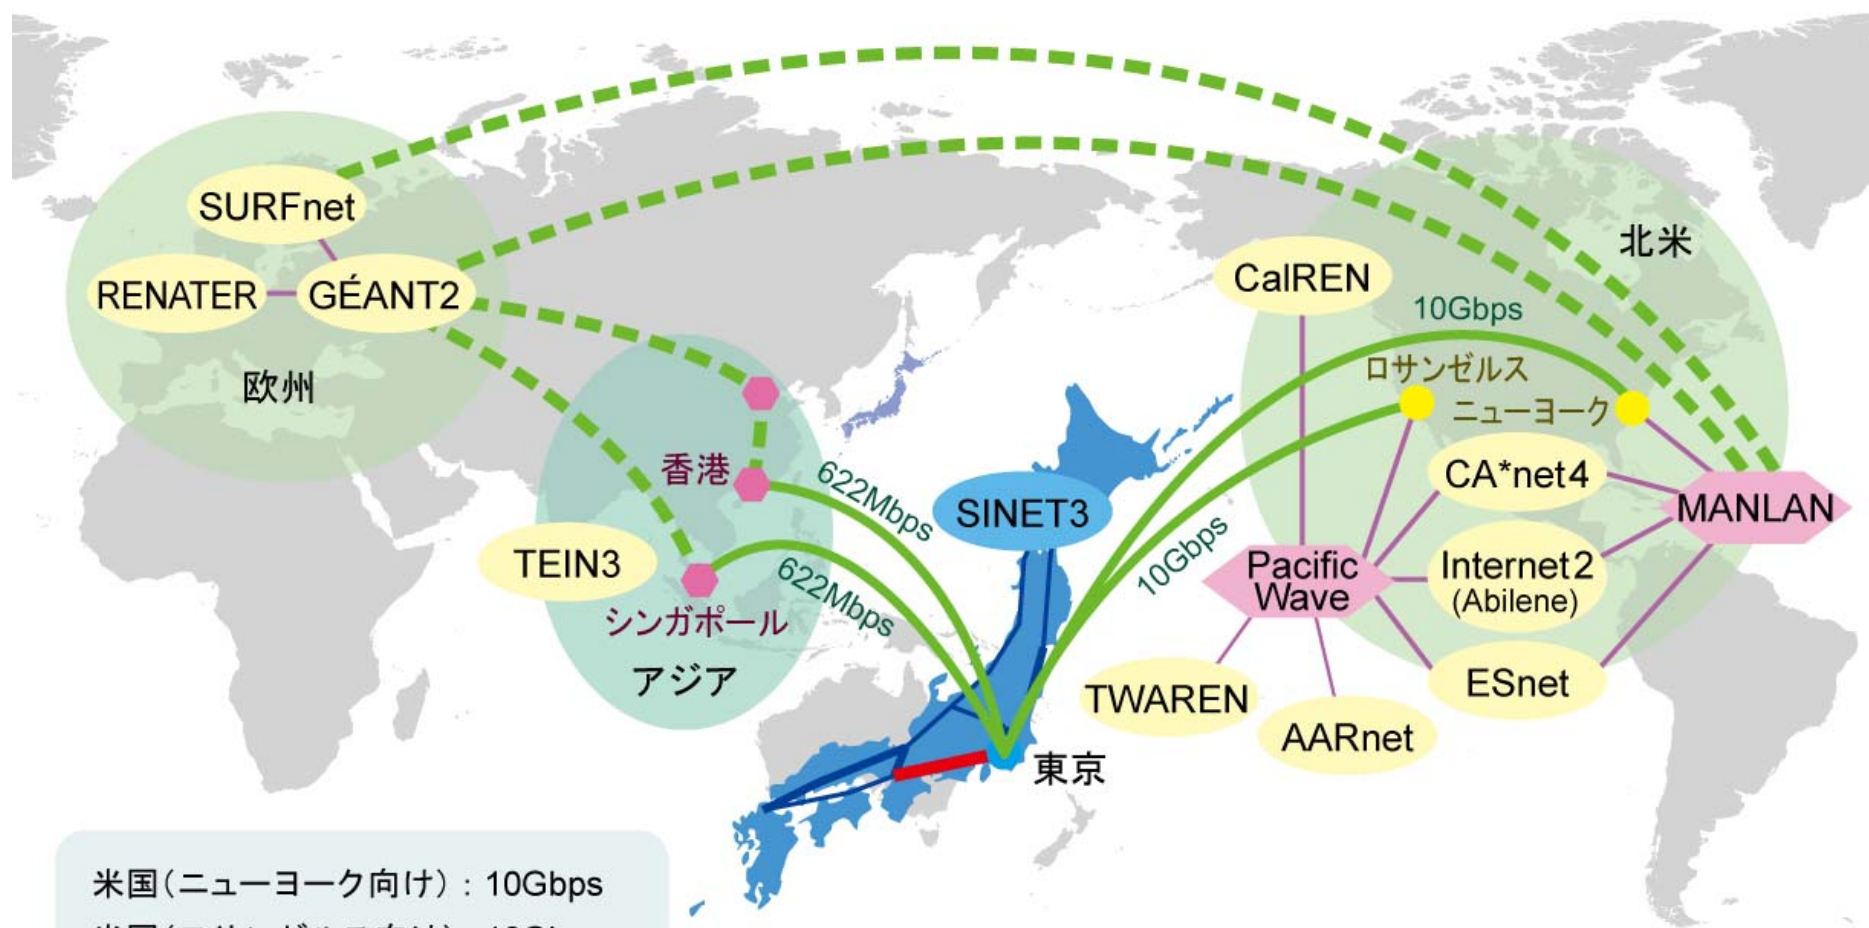 SURFnet
RENATER
GÉANT2
欧州
北米
CalREN
10Gbps
ロサンゼルス
ニューヨーク
香港
622Mbps
SINET3
CA*net4
MANLAN
TEIN3
622Mbps
10Gbps
Pacific
Wave
Internet2
(Abilene)
シンガポール
アジア
TWAREN
ESnet
AARnet
東京
米国(ニューヨーク向け) : 10Gbps